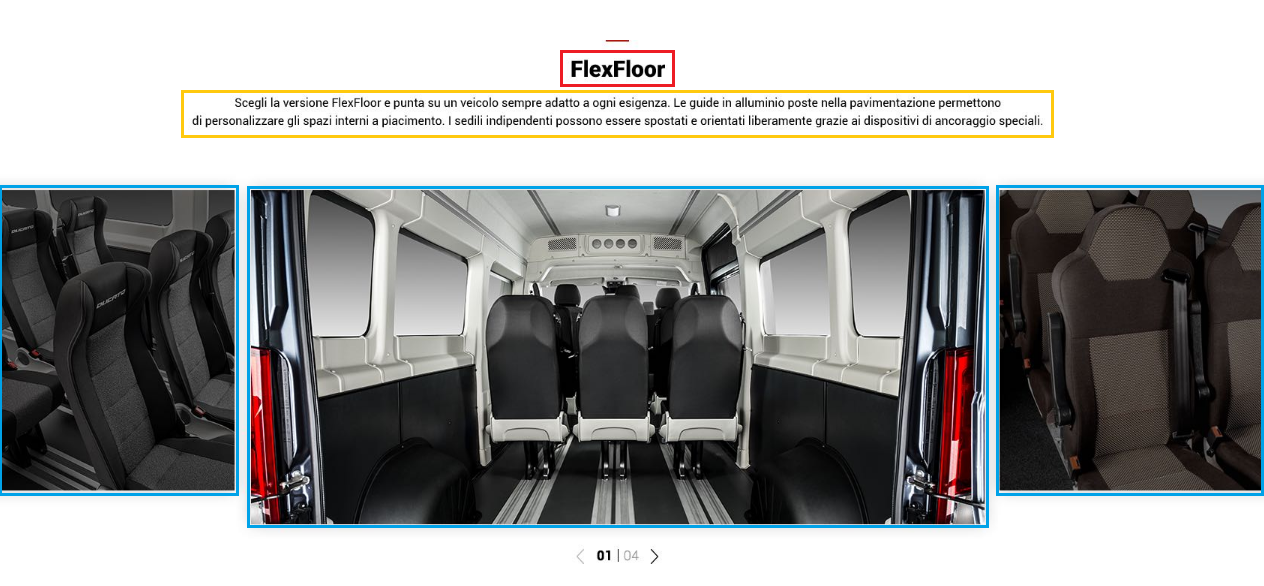 FlexFloor
Scegli la versione FlexFloor e punta su un veicolo sempre adatto a ogni esigenza. Le guide in alluminio poste nella pavimentazione permettono
di personalizzare gli spazi interni a piacimento. I sedili indipendenti possono essere spostati e orientati liberamente grazie ai dispositivi di ancoraggio speciali.
DUCATO
DUCATO
DUCATO
01 | 04